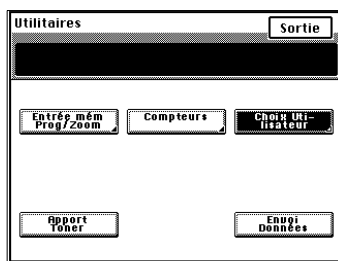 Utilitaires
Sortie
Entrée mém
Prog/Zoom
Compteurs
Choix Uti-
lisateur
Apport
Toner
Envoi
Données